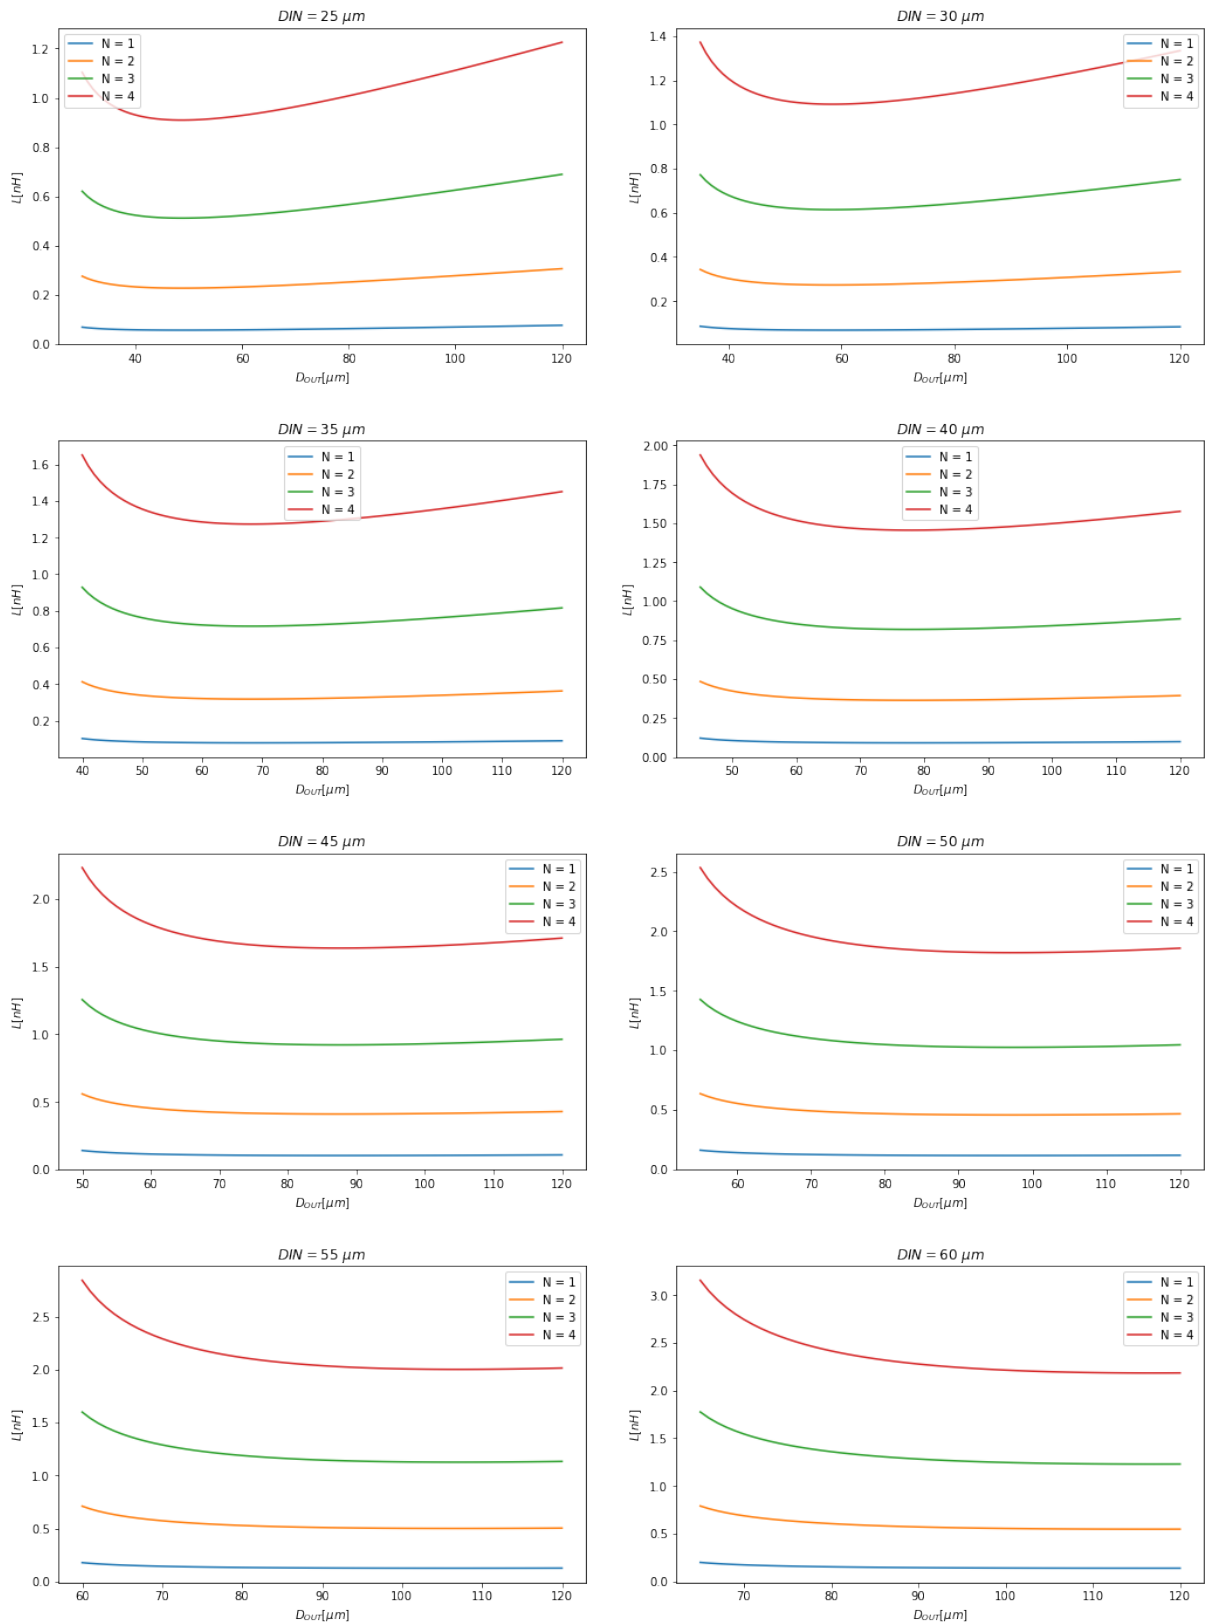 DIN = 25 μm
N = 1
N = 2
N = 3
N = 4
1.2
1.0
0.8
0.6
0.4
0.2
0.0
L[nH]
40 60 80 100 120
D_OUT[μm]
DIN = 30 μm
N = 1
N = 2
N = 3
N = 4
1.4
1.2
1.0
0.8
0.6
0.4
0.2
L[nH]
40 60 80 100 120
D_OUT[μm]
DIN = 35 μm
N = 1
N = 2
N = 3
N = 4
1.6
1.4
1.2
1.0
0.8
0.6
0.4
0.2
L[nH]
40 50 60 70 80 90 100 110 120
D_OUT[μm]
DIN = 40 μm
N = 1
N = 2
N = 3
N = 4
2.00
1.75
1.50
1.25
1.00
0.75
0.50
0.25
0.00
L[nH]
50 60 70 80 90 100 110 120
D_OUT[μm]
DIN = 45 μm
N = 1
N = 2
N = 3
N = 4
2.0
1.5
1.0
0.5
0.0
L[nH]
50 60 70 80 90 100 110 120
D_OUT[μm]
DIN = 50 μm
N = 1
N = 2
N = 3
N = 4
2.5
2.0
1.5
1.0
0.5
0.0
L[nH]
60 70 80 90 100 110 120
D_OUT[μm]
DIN = 55 μm
N = 1
N = 2
N = 3
N = 4
2.5
2.0
1.5
1.0
0.5
0.0
L[nH]
60 70 80 90 100 110 120
D_OUT[μm]
DIN = 60 μm
N = 1
N = 2
N = 3
N = 4
3.0
2.5
2.0
1.5
1.0
0.5
0.0
L[nH]
70 80 90 100 110 120
D_OUT[μm]